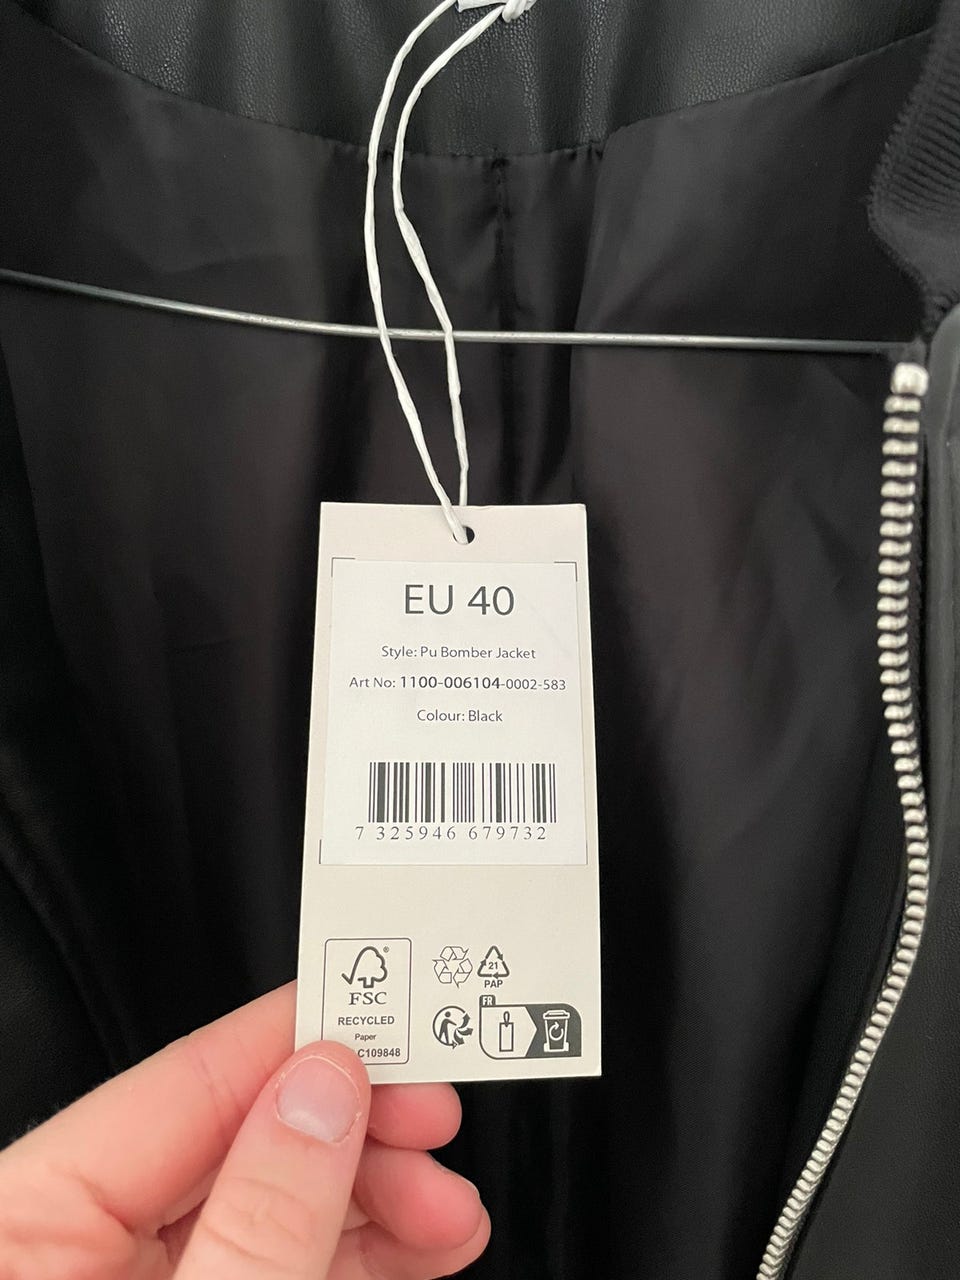 EU 40
Style: Pu Bomber Jacket
Art No: 1100-006104-0002-583
Colour: Black
7 325946 679732
®
FSC
RECYCLED
Paper
C109848
21
PAP
FR